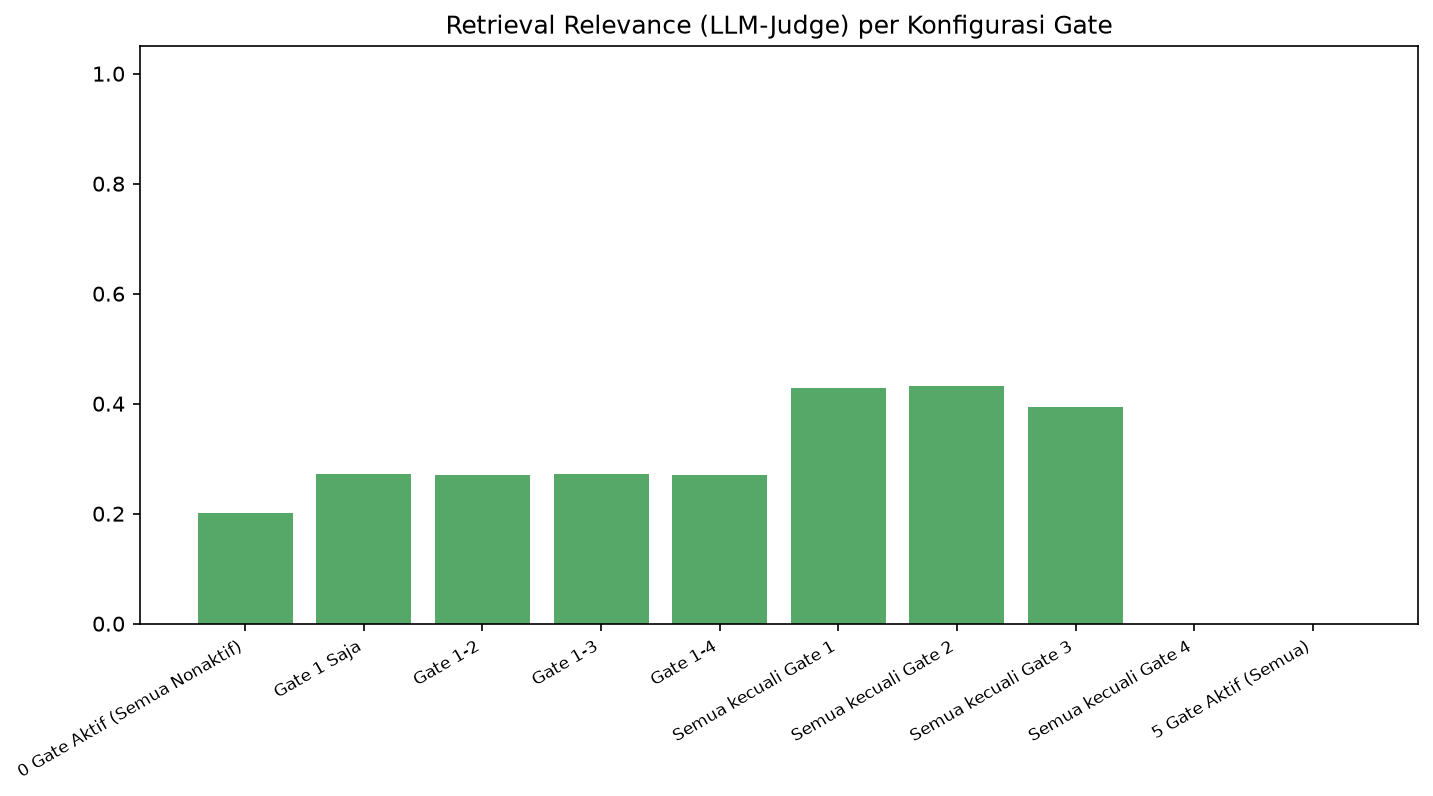 Retrieval Relevance (LLM-Judge) per Konfigurasi Gate
1.0
0.8
0.6
0.4
0.2
0.0
0 Gate Aktif (Semua Nonaktif)
Gate 1 Saja
Gate 1-2
Gate 1-3
Gate 1-4
Semua kecuali Gate 1
Semua kecuali Gate 2
Semua kecuali Gate 3
Semua kecuali Gate 4
5 Gate Aktif (Semua)